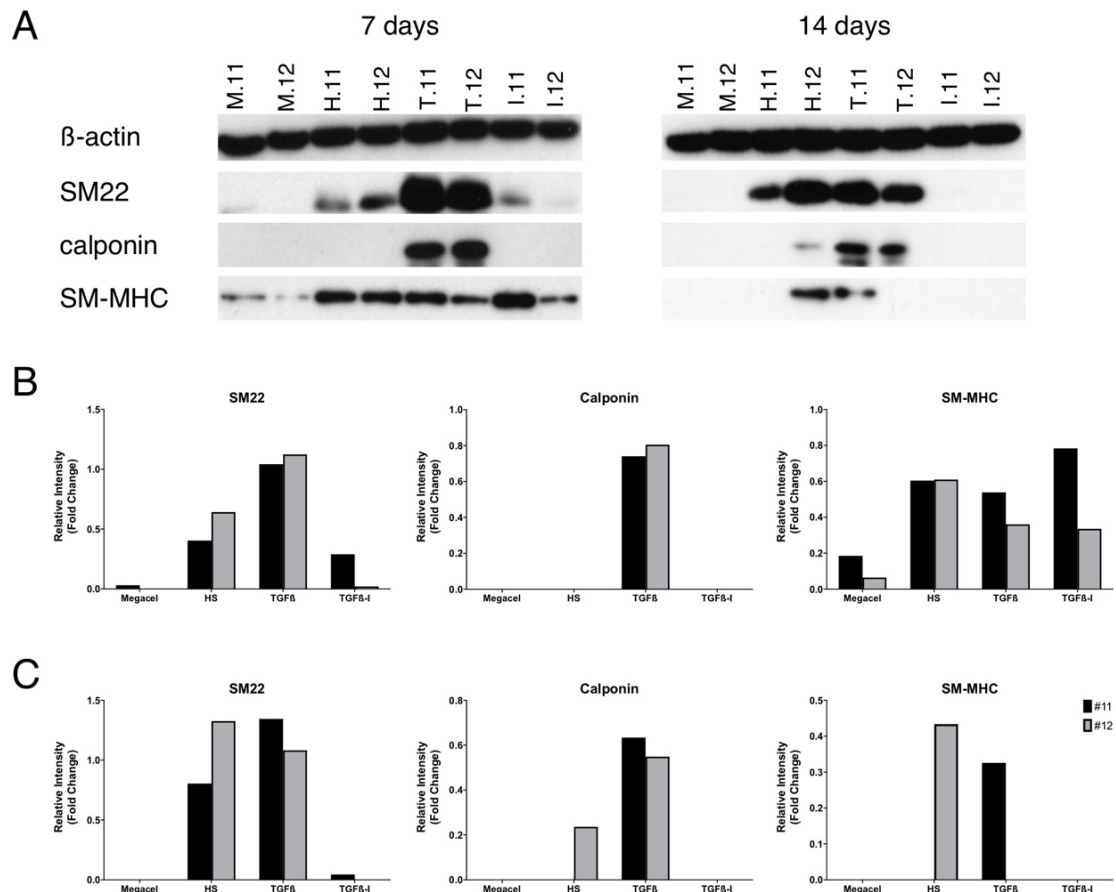 A
7 days
14 days
M.11 M.12 H.11 H.12 T.11 T.12 I.11 I.12
M.11 M.12 H.11 H.12 T.11 T.12 I.11 I.12
ß-actin
SM22
calponin
SM-MHC
B
SM22
Relative Intensity
(Fold Change)
1.5
1.0
0.5
0.0
Megacel HS TGFß TGFß-I
Calponin
Relative Intensity
(Fold Change)
1.0
0.8
0.6
0.4
0.2
0.0
Megacel HS TGFß TGFß-I
SM-MHC
Relative Intensity
(Fold Change)
1.0
0.8
0.6
0.4
0.2
0.0
Megacel HS TGFß TGFß-I
C
SM22
Relative Intensity
(Fold Change)
1.5
1.0
0.5
0.0
Megacel HS TGFß TGFß-I
Calponin
Relative Intensity
(Fold Change)
0.8
0.6
0.4
0.2
0.0
Megacel HS TGFß TGFß-I
SM-MHC
Relative Intensity
(Fold Change)
0.5
0.4
0.3
0.2
0.1
0.0
Megacel HS TGFß TGFß-I
#11
#12